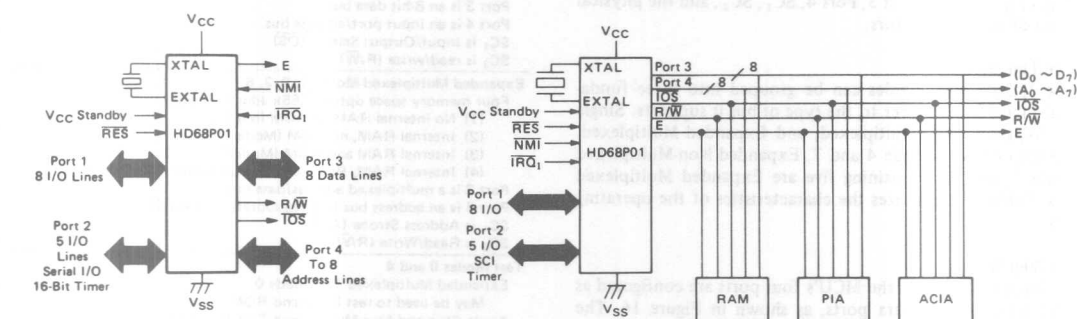 VCC
XTAL
EXTAL
HD68P01
E
NMI
IRQ1
VCC Standby
RES
Port 1
8 I/O Lines
Port 3
8 Data Lines
R/W
IOS
Port 2
5 I/O
Lines
Serial I/O
16-Bit Timer
Port 4
To 8
Address Lines
VSS
VCC
XTAL
EXTAL
HD68P01
VCC Standby
RES
NMI
IRQ1
Port 1
8 I/O
Port 2
5 I/O
SCI
Timer
VSS
Port 3 8
Port 4 8
IOS
R/W
E
(D0 ~ D7)
(A0 ~ A7)
IOS
R/W
E
RAM
PIA
ACIA